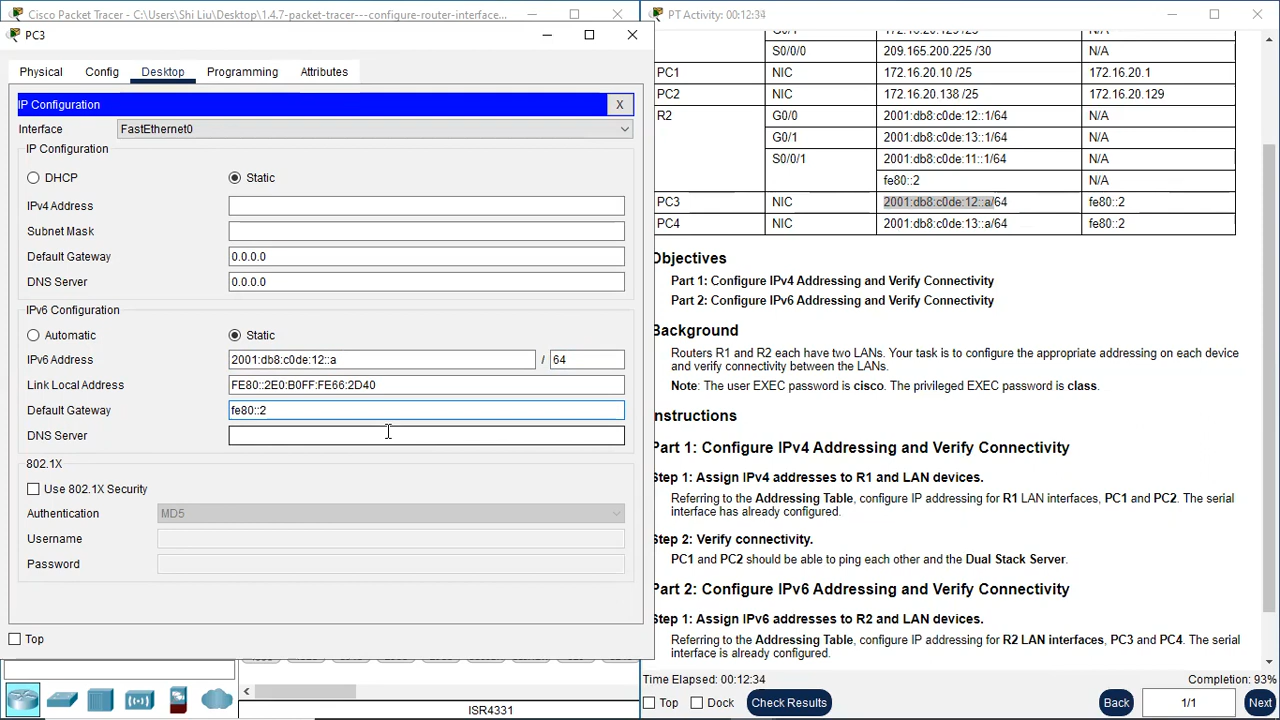 Cisco Packet Tracer - C:\Users\Shi Liu\Desktop\1.4.7-packet-tracer---configure-router-interface...
PC3
Physical Config Desktop Programming Attributes
IP Configuration X
Interface FastEthernet0
IP Configuration
DHCP Static
IPv4 Address
Subnet Mask
Default Gateway 0.0.0.0
DNS Server 0.0.0.0
IPv6 Configuration
Automatic Static
IPv6 Address 2001:db8:c0de:12::a / 64
Link Local Address FE80::2E0:B0FF:FE66:2D40
Default Gateway fe80::2
DNS Server
802.1X
Use 802.1X Security
Authentication MD5
Username
Password
Top
ISR4331
PT Activity: 00:12:34
G0/1 172.16.20.129 /25 N/A
S0/0/0 209.165.200.225 /30 N/A
PC1 NIC 172.16.20.10 /25 172.16.20.1
PC2 NIC 172.16.20.138 /25 172.16.20.129
R2 G0/0 2001:db8:c0de:12::1/64 N/A
G0/1 2001:db8:c0de:13::1/64 N/A
S0/0/1 2001:db8:c0de:11::1/64 N/A
fe80::2 N/A
PC3 NIC 2001:db8:c0de:12::a/64 fe80::2
PC4 NIC 2001:db8:c0de:13::a/64 fe80::2
Objectives
Part 1: Configure IPv4 Addressing and Verify Connectivity
Part 2: Configure IPv6 Addressing and Verify Connectivity
Background
Routers R1 and R2 each have two LANs. Your task is to configure the appropriate addressing on each device
and verify connectivity between the LANs.
Note: The user EXEC password is cisco. The privileged EXEC password is class.
Instructions
Part 1: Configure IPv4 Addressing and Verify Connectivity
Step 1: Assign IPv4 addresses to R1 and LAN devices.
Referring to the Addressing Table, configure IP addressing for R1 LAN interfaces, PC1 and PC2. The serial
interface has already configured.
Step 2: Verify connectivity.
PC1 and PC2 should be able to ping each other and the Dual Stack Server.
Part 2: Configure IPv6 Addressing and Verify Connectivity
Step 1: Assign IPv6 addresses to R2 and LAN devices.
Referring to the Addressing Table, configure IP addressing for R2 LAN interfaces, PC3 and PC4. The serial
interface is already configured.
Time Elapsed: 00:12:34 Completion: 93%
Top Dock Check Results Back 1/1 Next